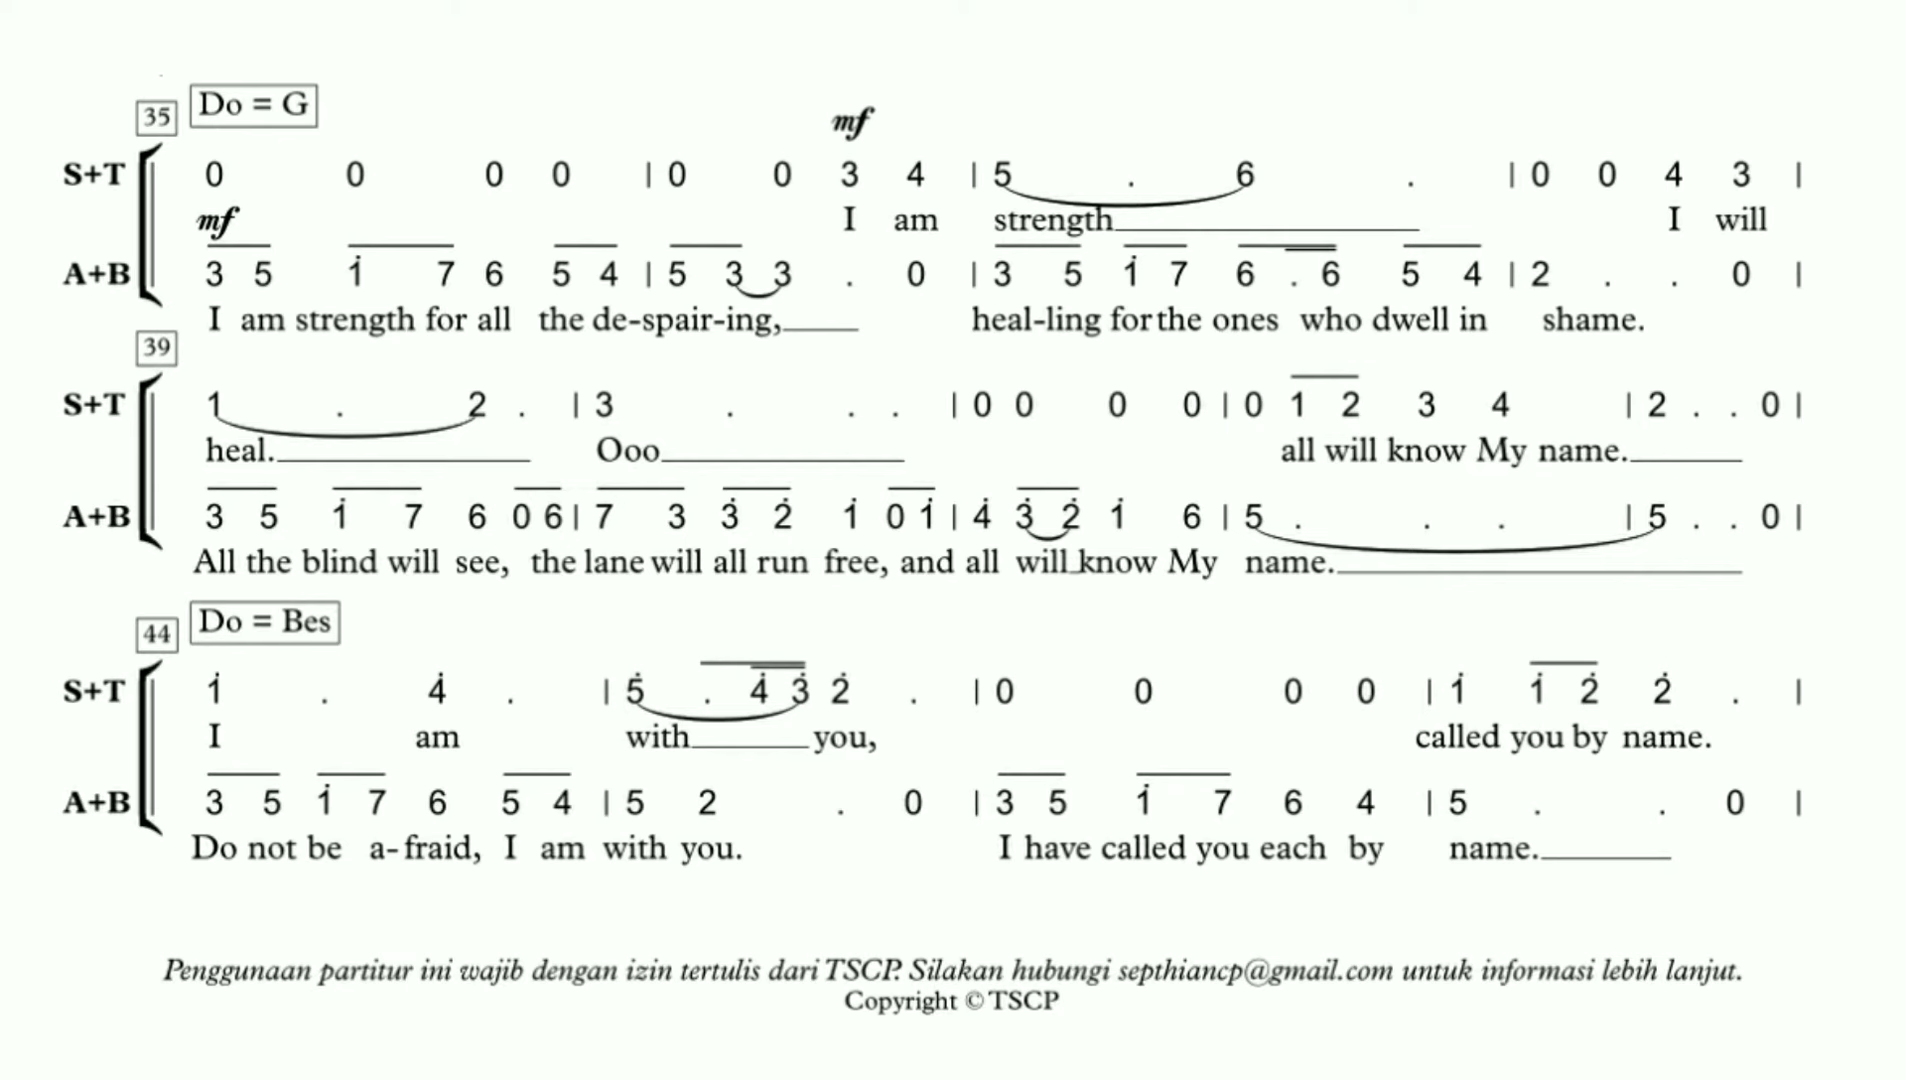 35 Do = G
mf
S+T 0 0 0 0 | 0 0 3 4 | 5 . 6 . | 0 0 4 3 |
mf I am strength I will
A+B 3 5 1̇ 7 6 5 4 | 5 3 3 . 0 | 3 5 1̇ 7 6 . 6 5 4 | 2 . . 0 |
I am strength for all the de-spair-ing, heal-ling for the ones who dwell in shame.
39
S+T 1 . 2 . | 3 . . . | 0 0 0 0 | 0 1 2 3 4 | 2 . . 0 |
heal. Ooo all will know My name.
A+B 3 5 1̇ 7 6 0 6 | 7 3 3̇ 2̇ 1̇ 0 1̇ | 4̇ 3̇ 2̇ 1̇ 6 | 5 . . . | 5 . . 0 |
All the blind will see, the lane will all run free, and all will know My name.
44 Do = Bes
S+T 1̇ . 4̇ . | 5̇ . 4̇ 3̇ 2̇ . | 0 0 0 0 | 1̇ 1̇ 2̇ 2̇ . |
I am with you, called you by name.
A+B 3 5 1̇ 7 6 5 4 | 5 2 . 0 | 3 5 1̇ 7 6 4 | 5 . . 0 |
Do not be a-fraid, I am with you. I have called you each by name.
Penggunaan partitur ini wajib dengan izin tertulis dari TSCP. Silakan hubungi septhiancp@gmail.com untuk informasi lebih lanjut.
Copyright © TSCP